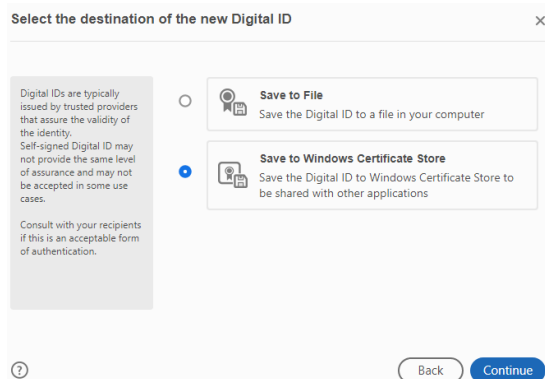 Select the destination of the new Digital ID
Digital IDs are typically
issued by trusted providers
that assure the validity of
the identity.
Self-signed Digital ID may
not provide the same level
of assurance and may not
be accepted in some use
cases.
Consult with your recipients
if this is an acceptable form
of authentication.
Save to File
Save the Digital ID to a file in your computer
Save to Windows Certificate Store
Save the Digital ID to Windows Certificate Store to
be shared with other applications
?
Back
Continue